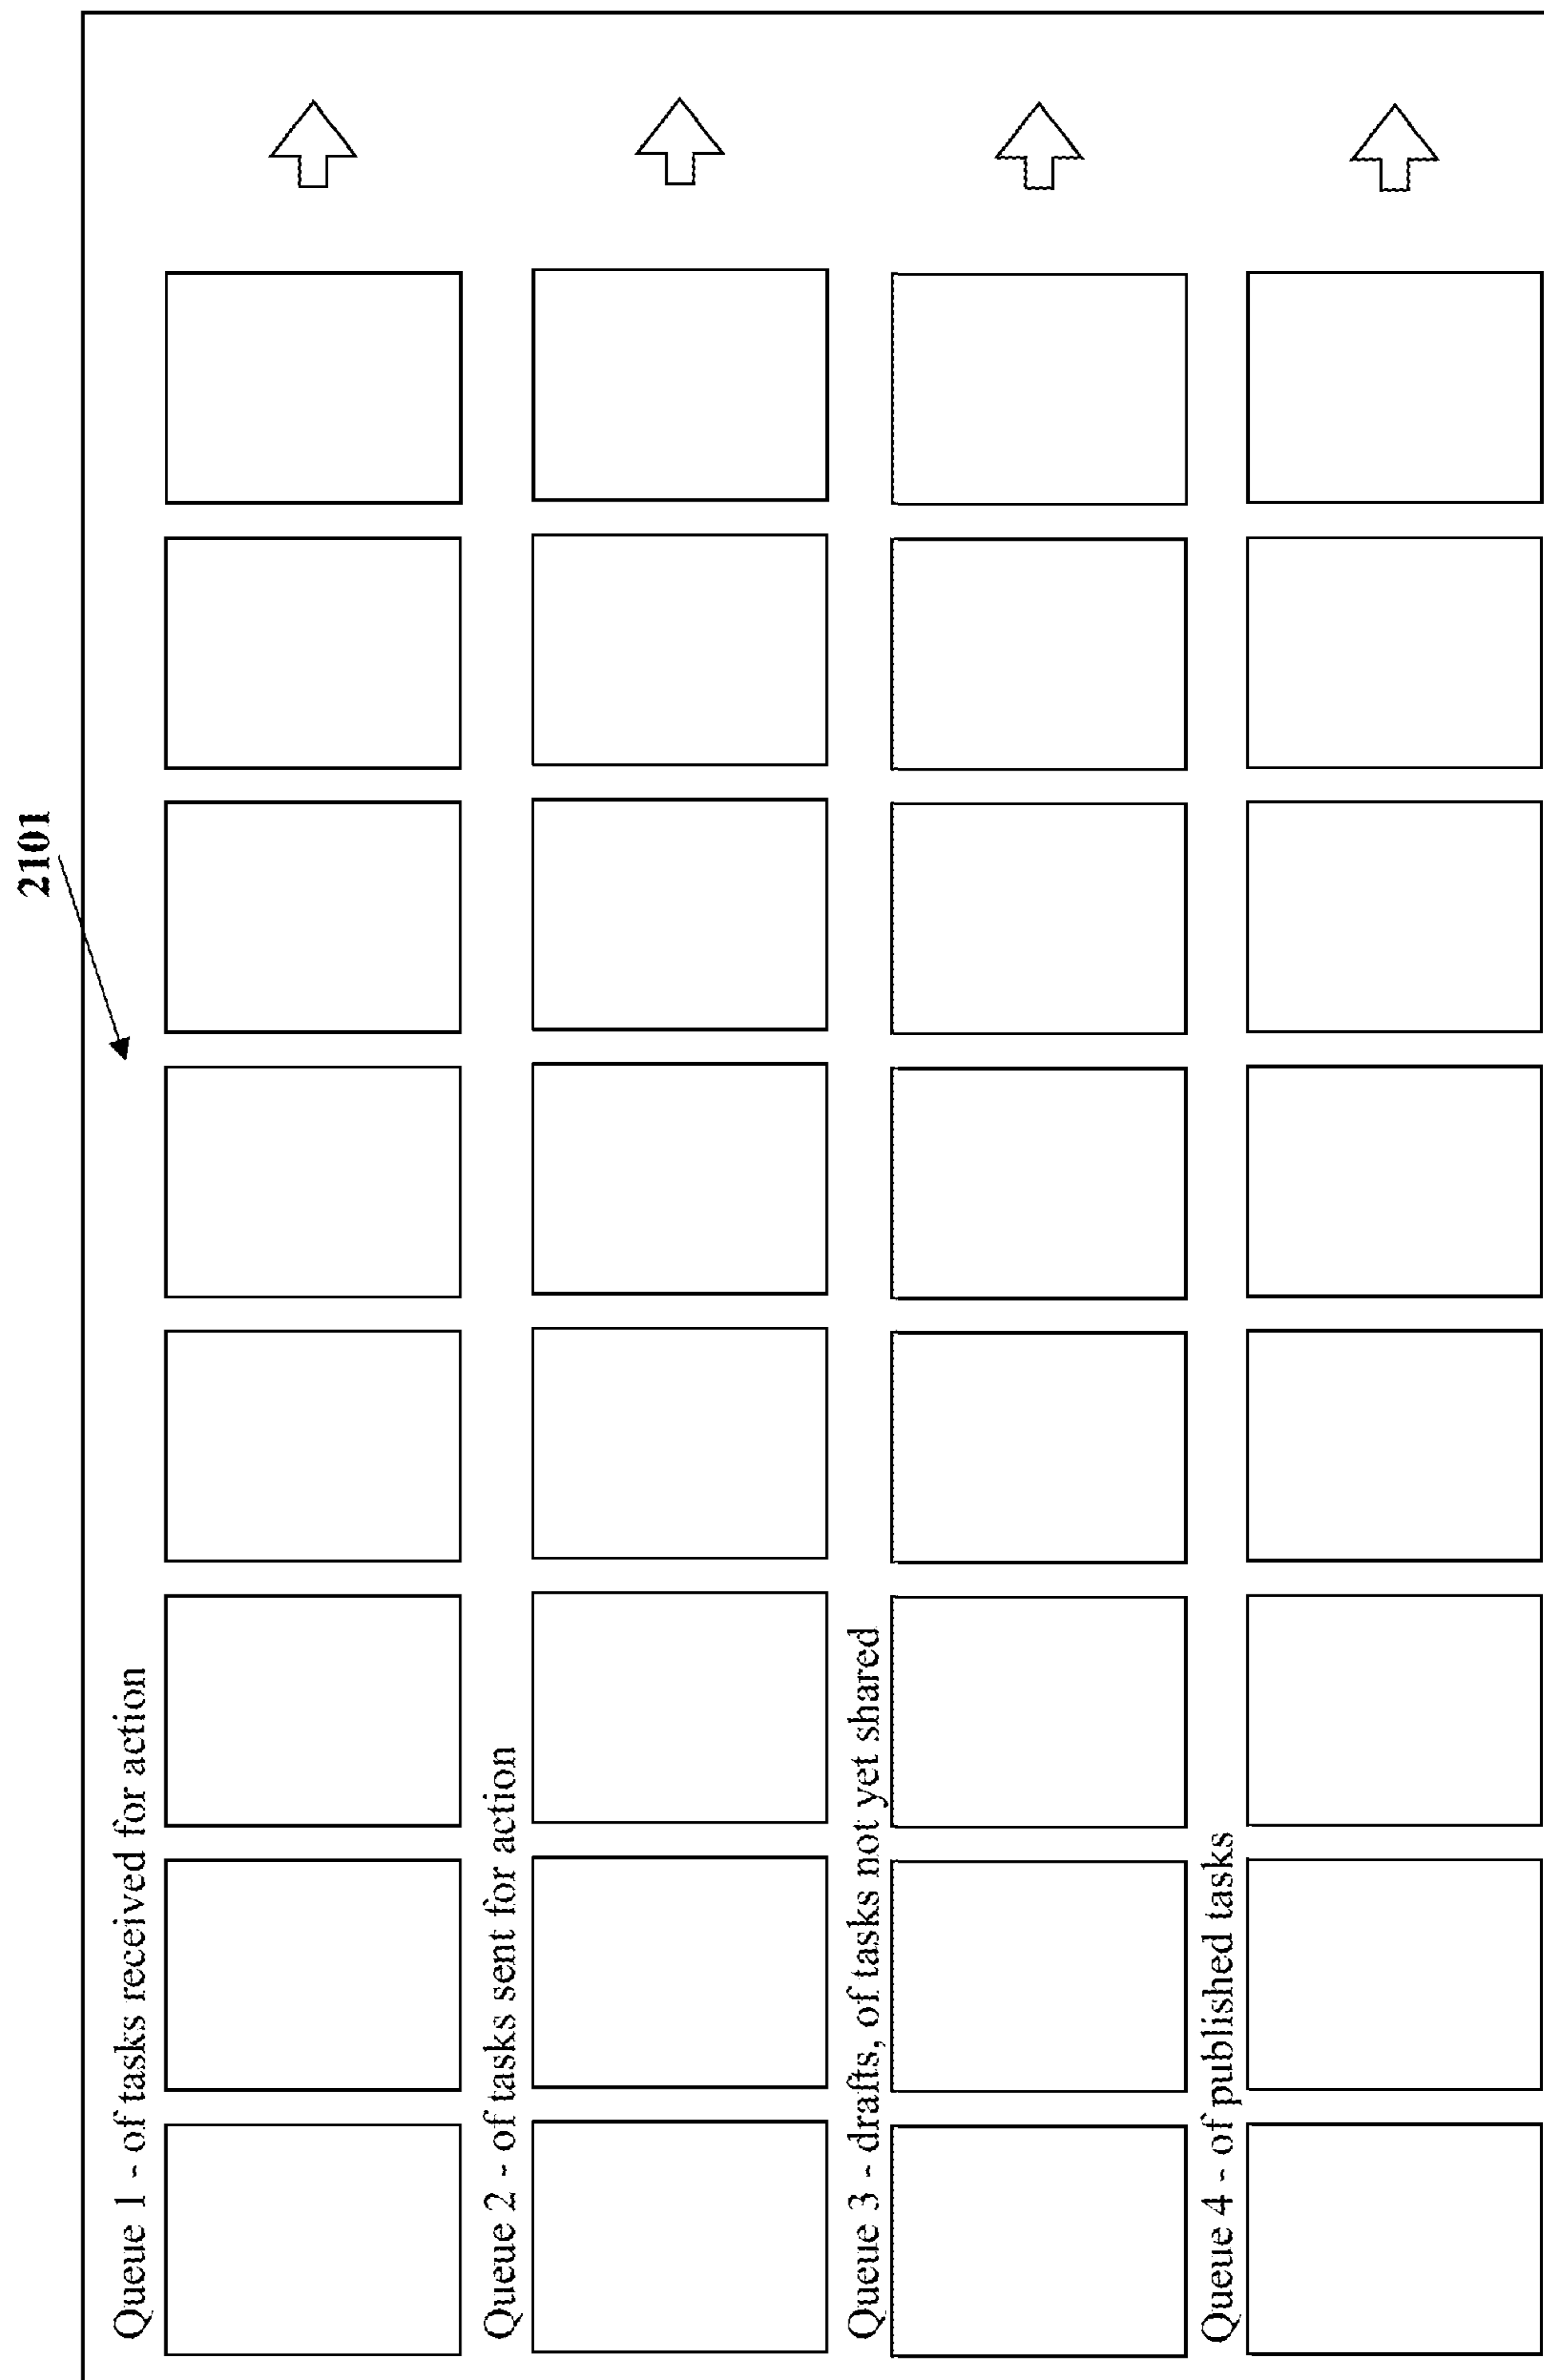 2101
Queue 1 - of tasks received for action
Queue 2 - of tasks sent for action
Queue 3 - drafts, of tasks not yet shared
Queue 4 - of published tasks